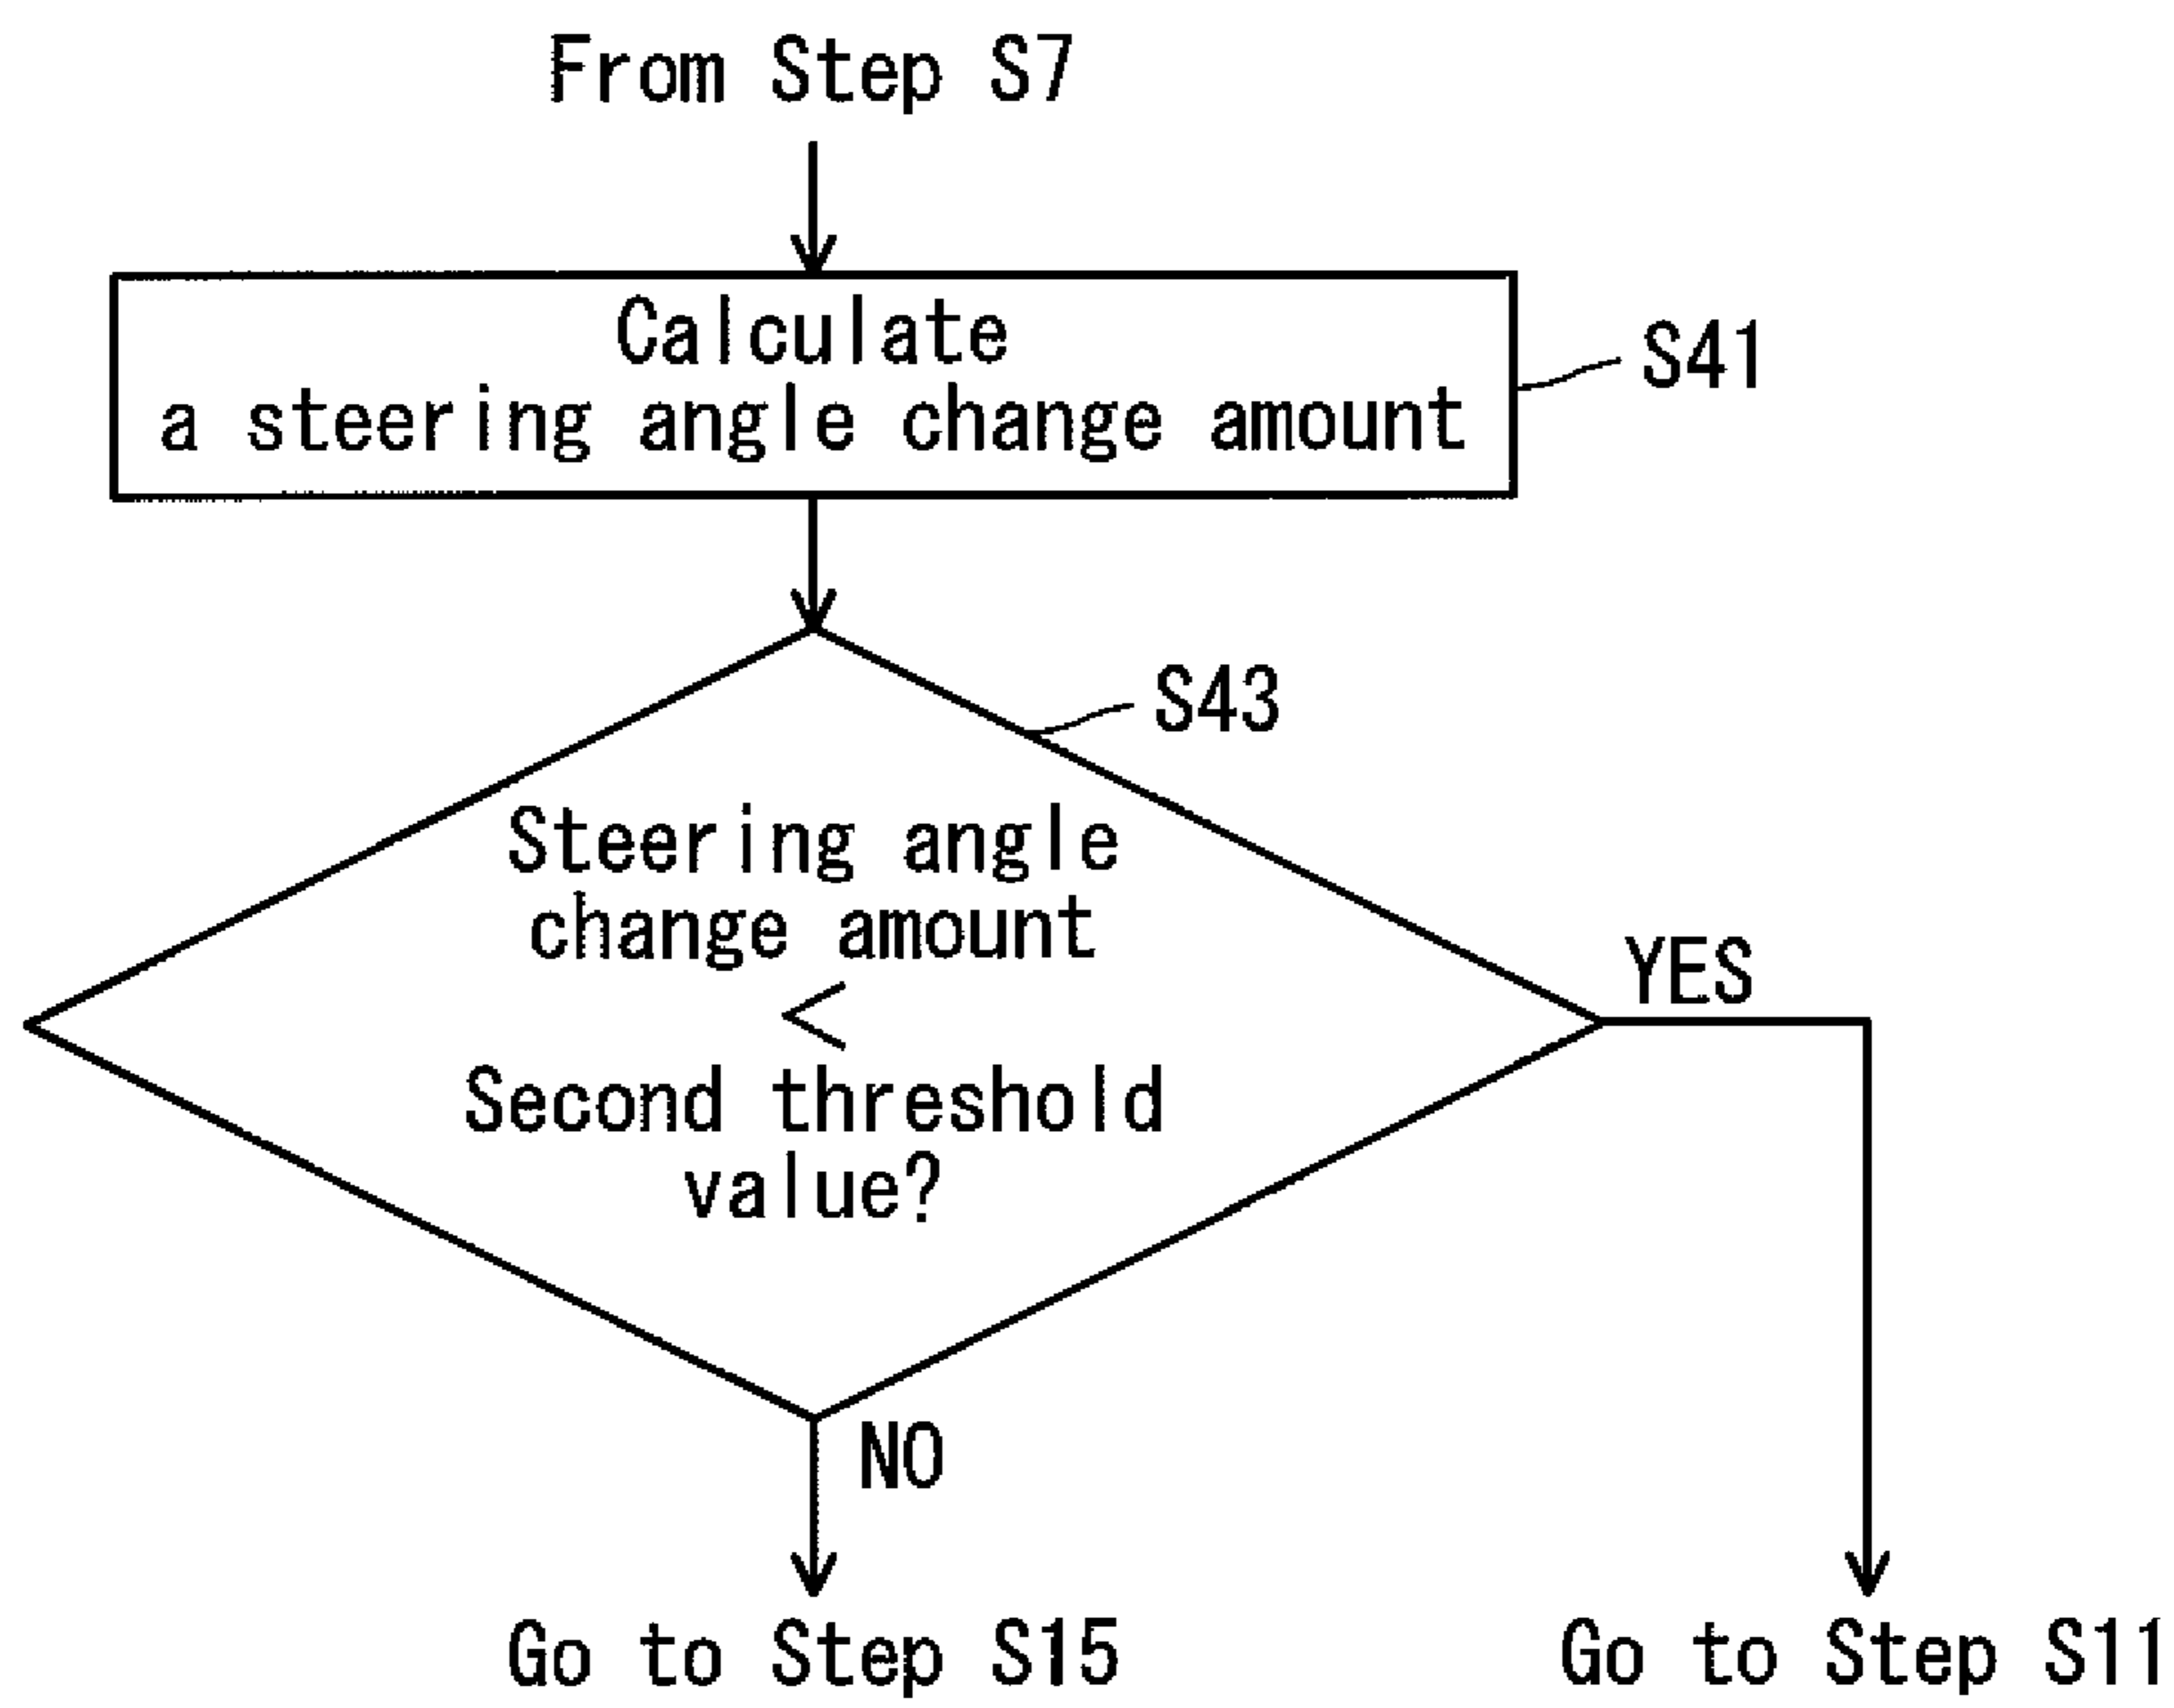 From Step S7
Calculate
a steering angle change amount
S41
S43
Steering angle
change amount
<
Second threshold
value?
YES
NO
Go to Step S15
Go to Step S11